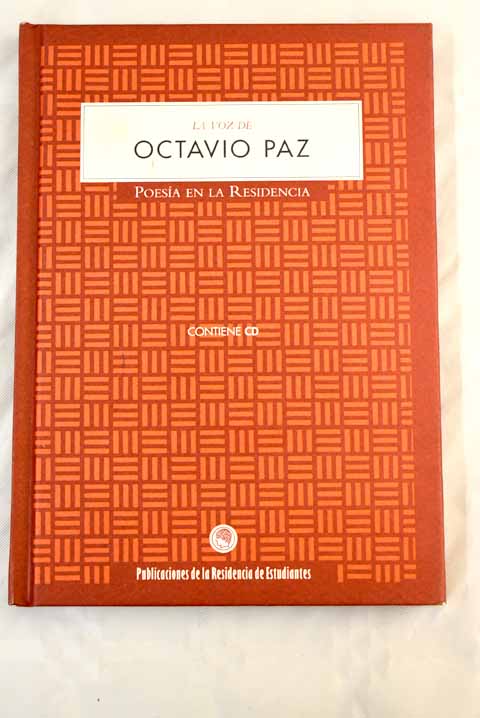 LA VOZ DE
OCTAVIO PAZ
POESÍA EN LA RESIDENCIA
CONTIENE CD
Publicaciones de la Residencia de Estudiantes